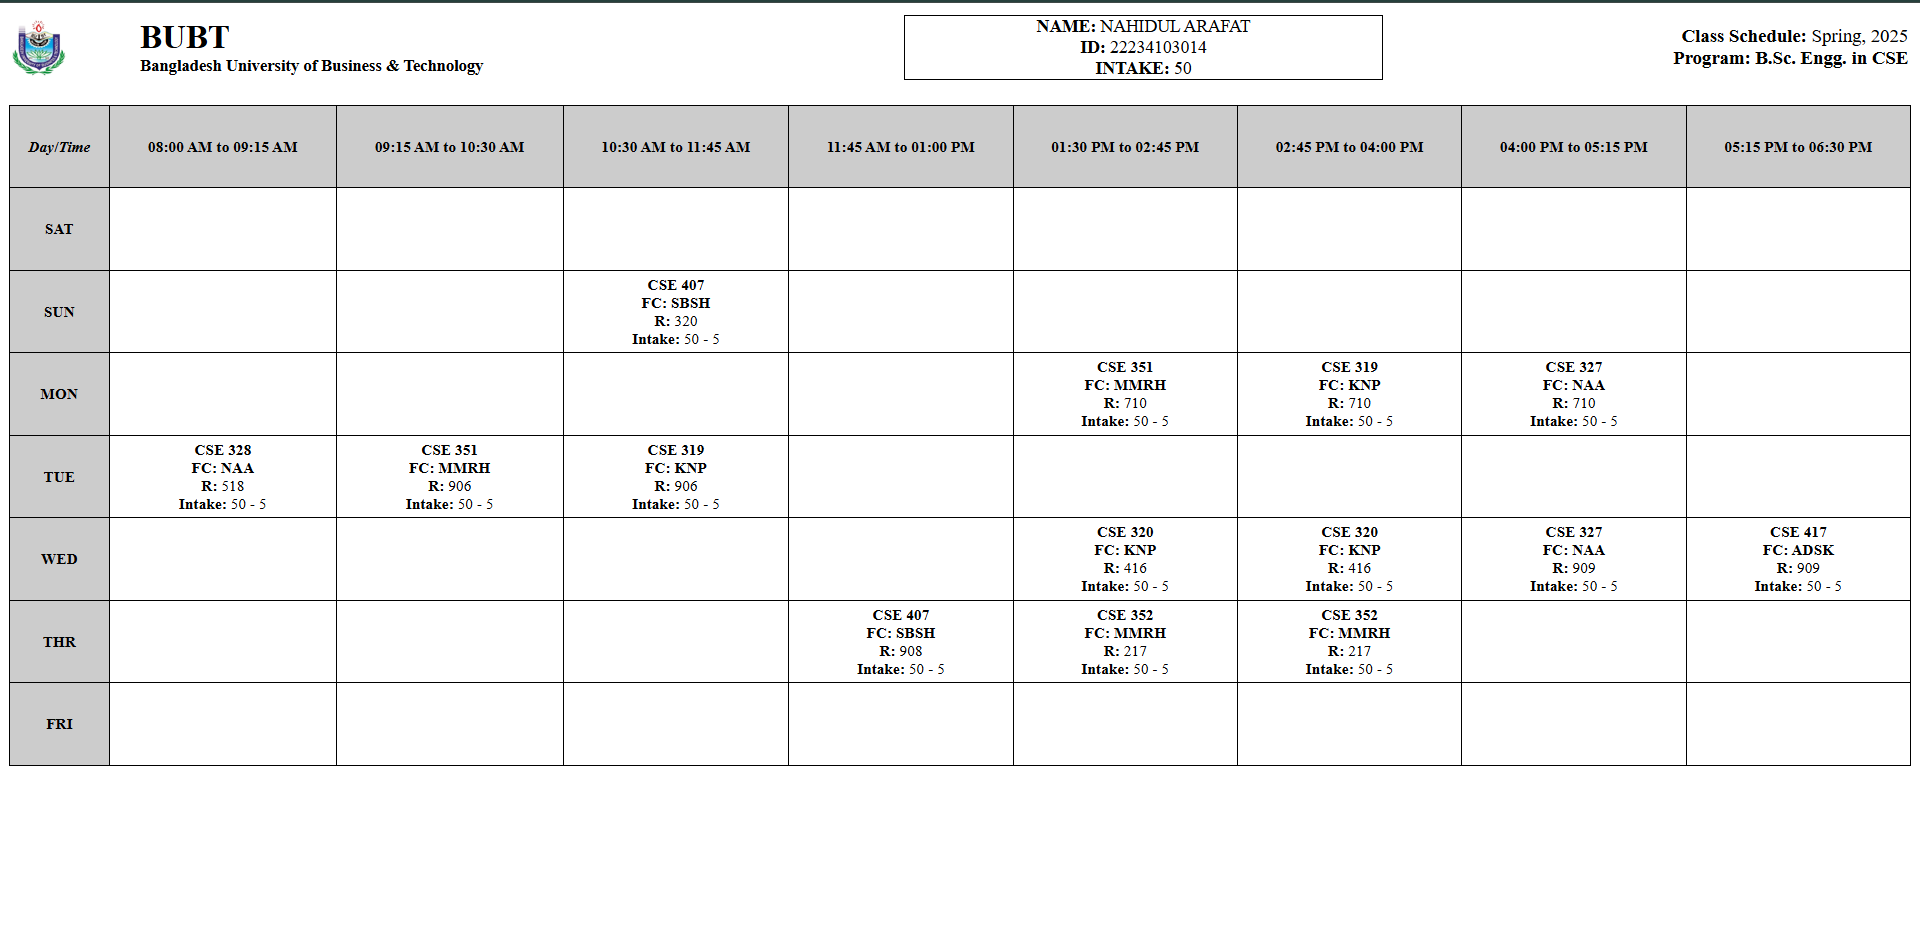 BUBT
Bangladesh University of Business & Technology
NAME: NAHIDUL ARAFAT
ID: 22234103014
INTAKE: 50
Class Schedule: Spring, 2025
Program: B.Sc. Engg. in CSE
Day/Time 08:00 AM to 09:15 AM 09:15 AM to 10:30 AM 10:30 AM to 11:45 AM 11:45 AM to 01:00 PM 01:30 PM to 02:45 PM 02:45 PM to 04:00 PM 04:00 PM to 05:15 PM 05:15 PM to 06:30 PM
SAT
SUN
CSE 407
FC: SBSH
R: 320
Intake: 50 - 5
MON
CSE 351
FC: MMRH
R: 710
Intake: 50 - 5
CSE 319
FC: KNP
R: 710
Intake: 50 - 5
CSE 327
FC: NAA
R: 710
Intake: 50 - 5
TUE
CSE 328
FC: NAA
R: 518
Intake: 50 - 5
CSE 351
FC: MMRH
R: 906
Intake: 50 - 5
CSE 319
FC: KNP
R: 906
Intake: 50 - 5
WED
CSE 320
FC: KNP
R: 416
Intake: 50 - 5
CSE 320
FC: KNP
R: 416
Intake: 50 - 5
CSE 327
FC: NAA
R: 909
Intake: 50 - 5
CSE 417
FC: ADSK
R: 909
Intake: 50 - 5
THR
CSE 407
FC: SBSH
R: 908
Intake: 50 - 5
CSE 352
FC: MMRH
R: 217
Intake: 50 - 5
CSE 352
FC: MMRH
R: 217
Intake: 50 - 5
FRI